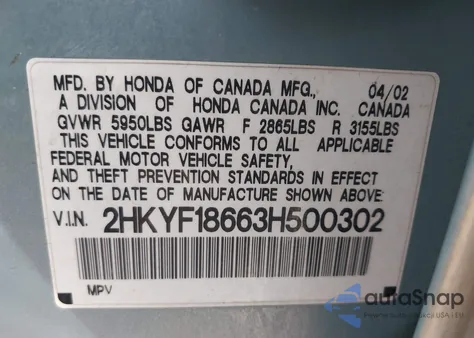 MFD. BY HONDA OF CANADA MFG., 04/02
A DIVISION OF HONDA CANADA INC. CANADA
GVWR 5950LBS GAWR F 2865LBS R 3155LBS
THIS VEHICLE CONFORMS TO ALL APPLICABLE
FEDERAL MOTOR VEHICLE SAFETY,
AND THEFT PREVENTION STANDARDS IN EFFECT
ON THE DATE OF MANUFACTURE SHOWN ABOVE.
V.I.N. 2HKYF18663H500302
MPV
autoSnap